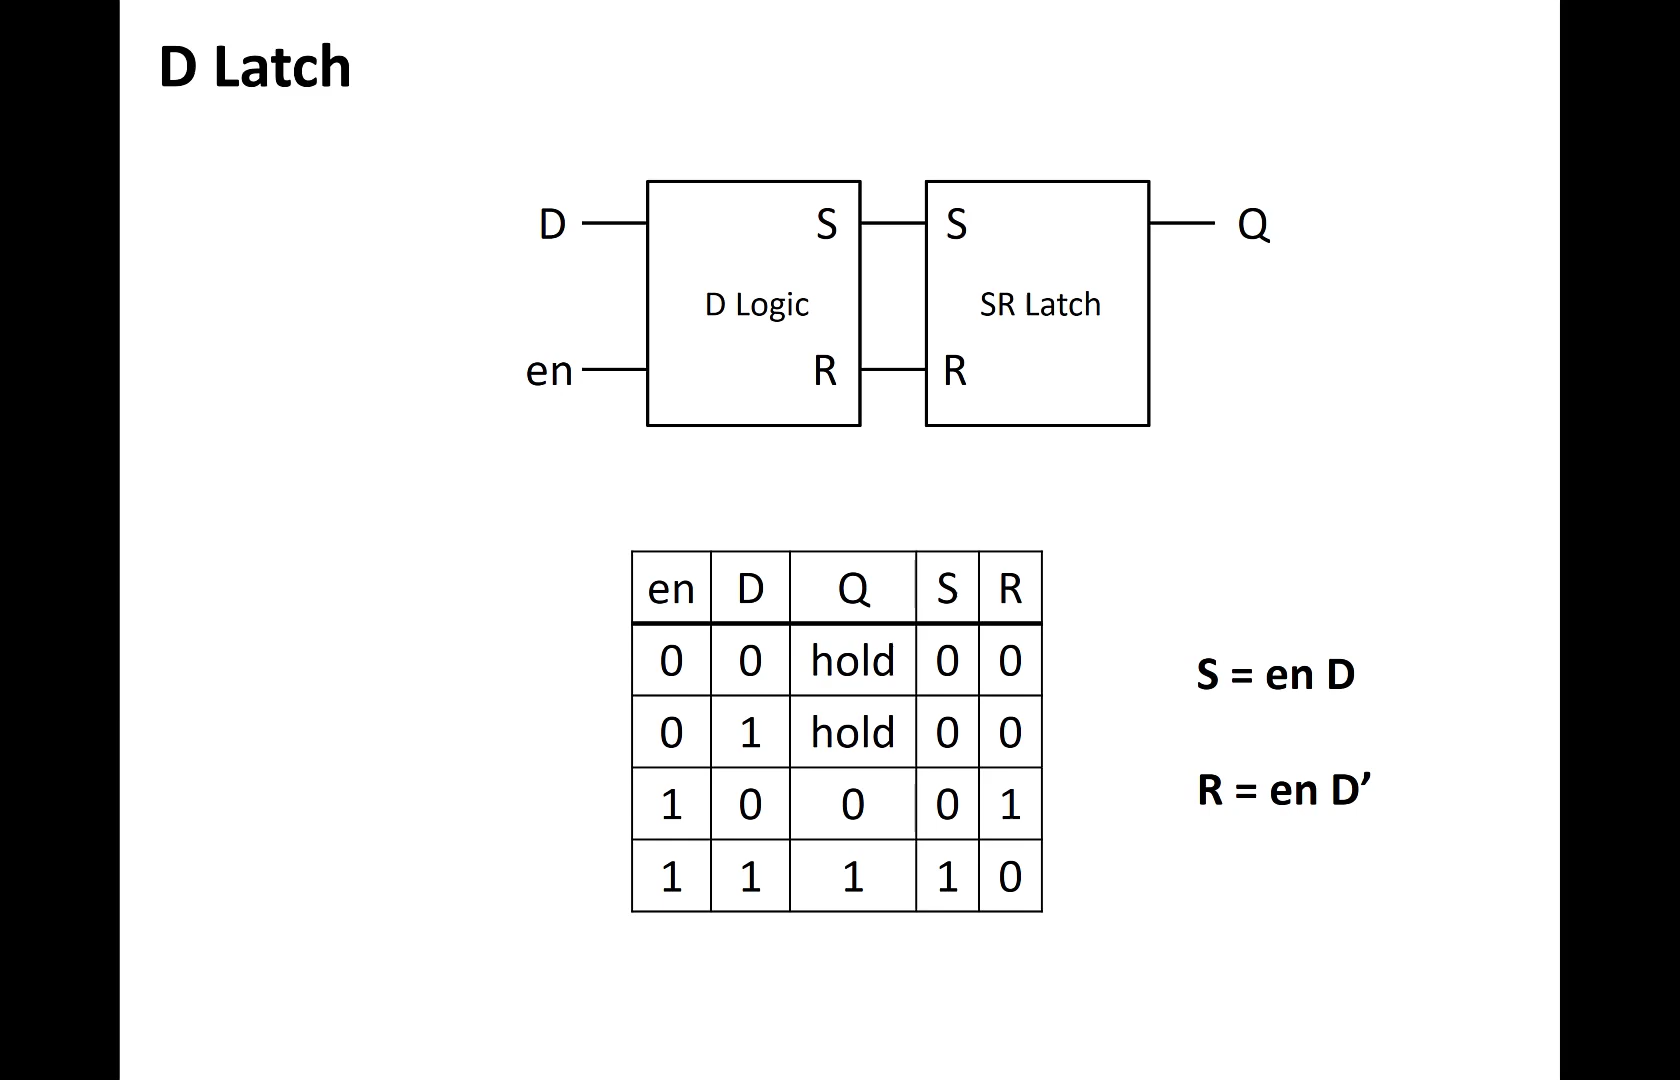 D Latch
D S S Q
D Logic SR Latch
en R R
en D Q S R
0 0 hold 0 0
0 1 hold 0 0
1 0 0 0 1
1 1 1 1 0
S = en D
R = en D’